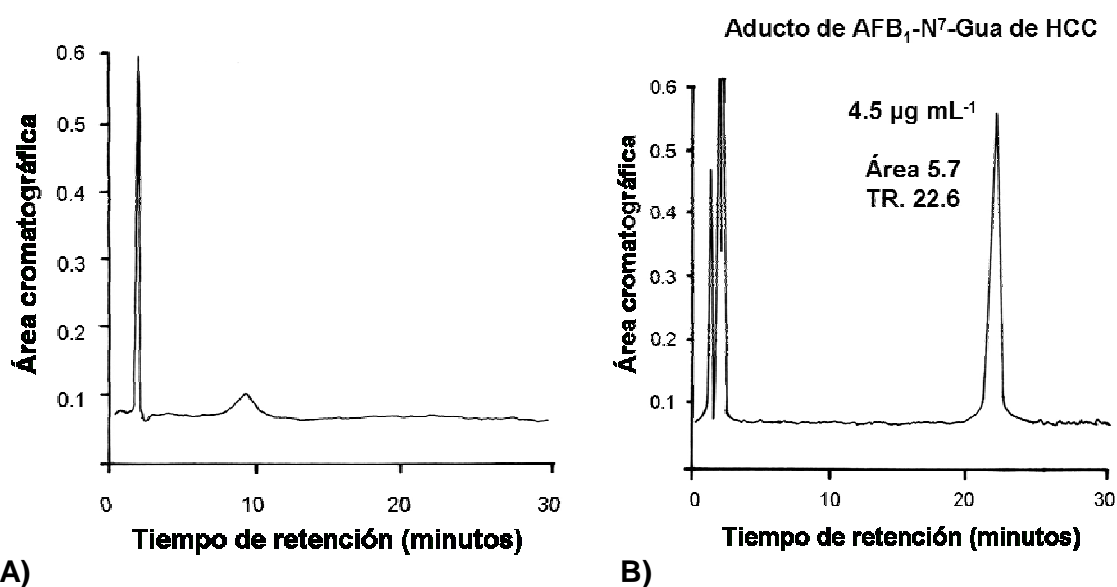 Área cromatográfica
0.6
0.5
0.4
0.3
0.2
0.1
0 10 20 30
Tiempo de retención (minutos)
A)
Aducto de AFB₁-N⁷-Gua de HCC
Área cromatográfica
0.6
0.5
0.4
0.3
0.2
0.1
4.5 µg mL⁻¹
Área 5.7
TR. 22.6
0 10 20 30
Tiempo de retención (minutos)
B)